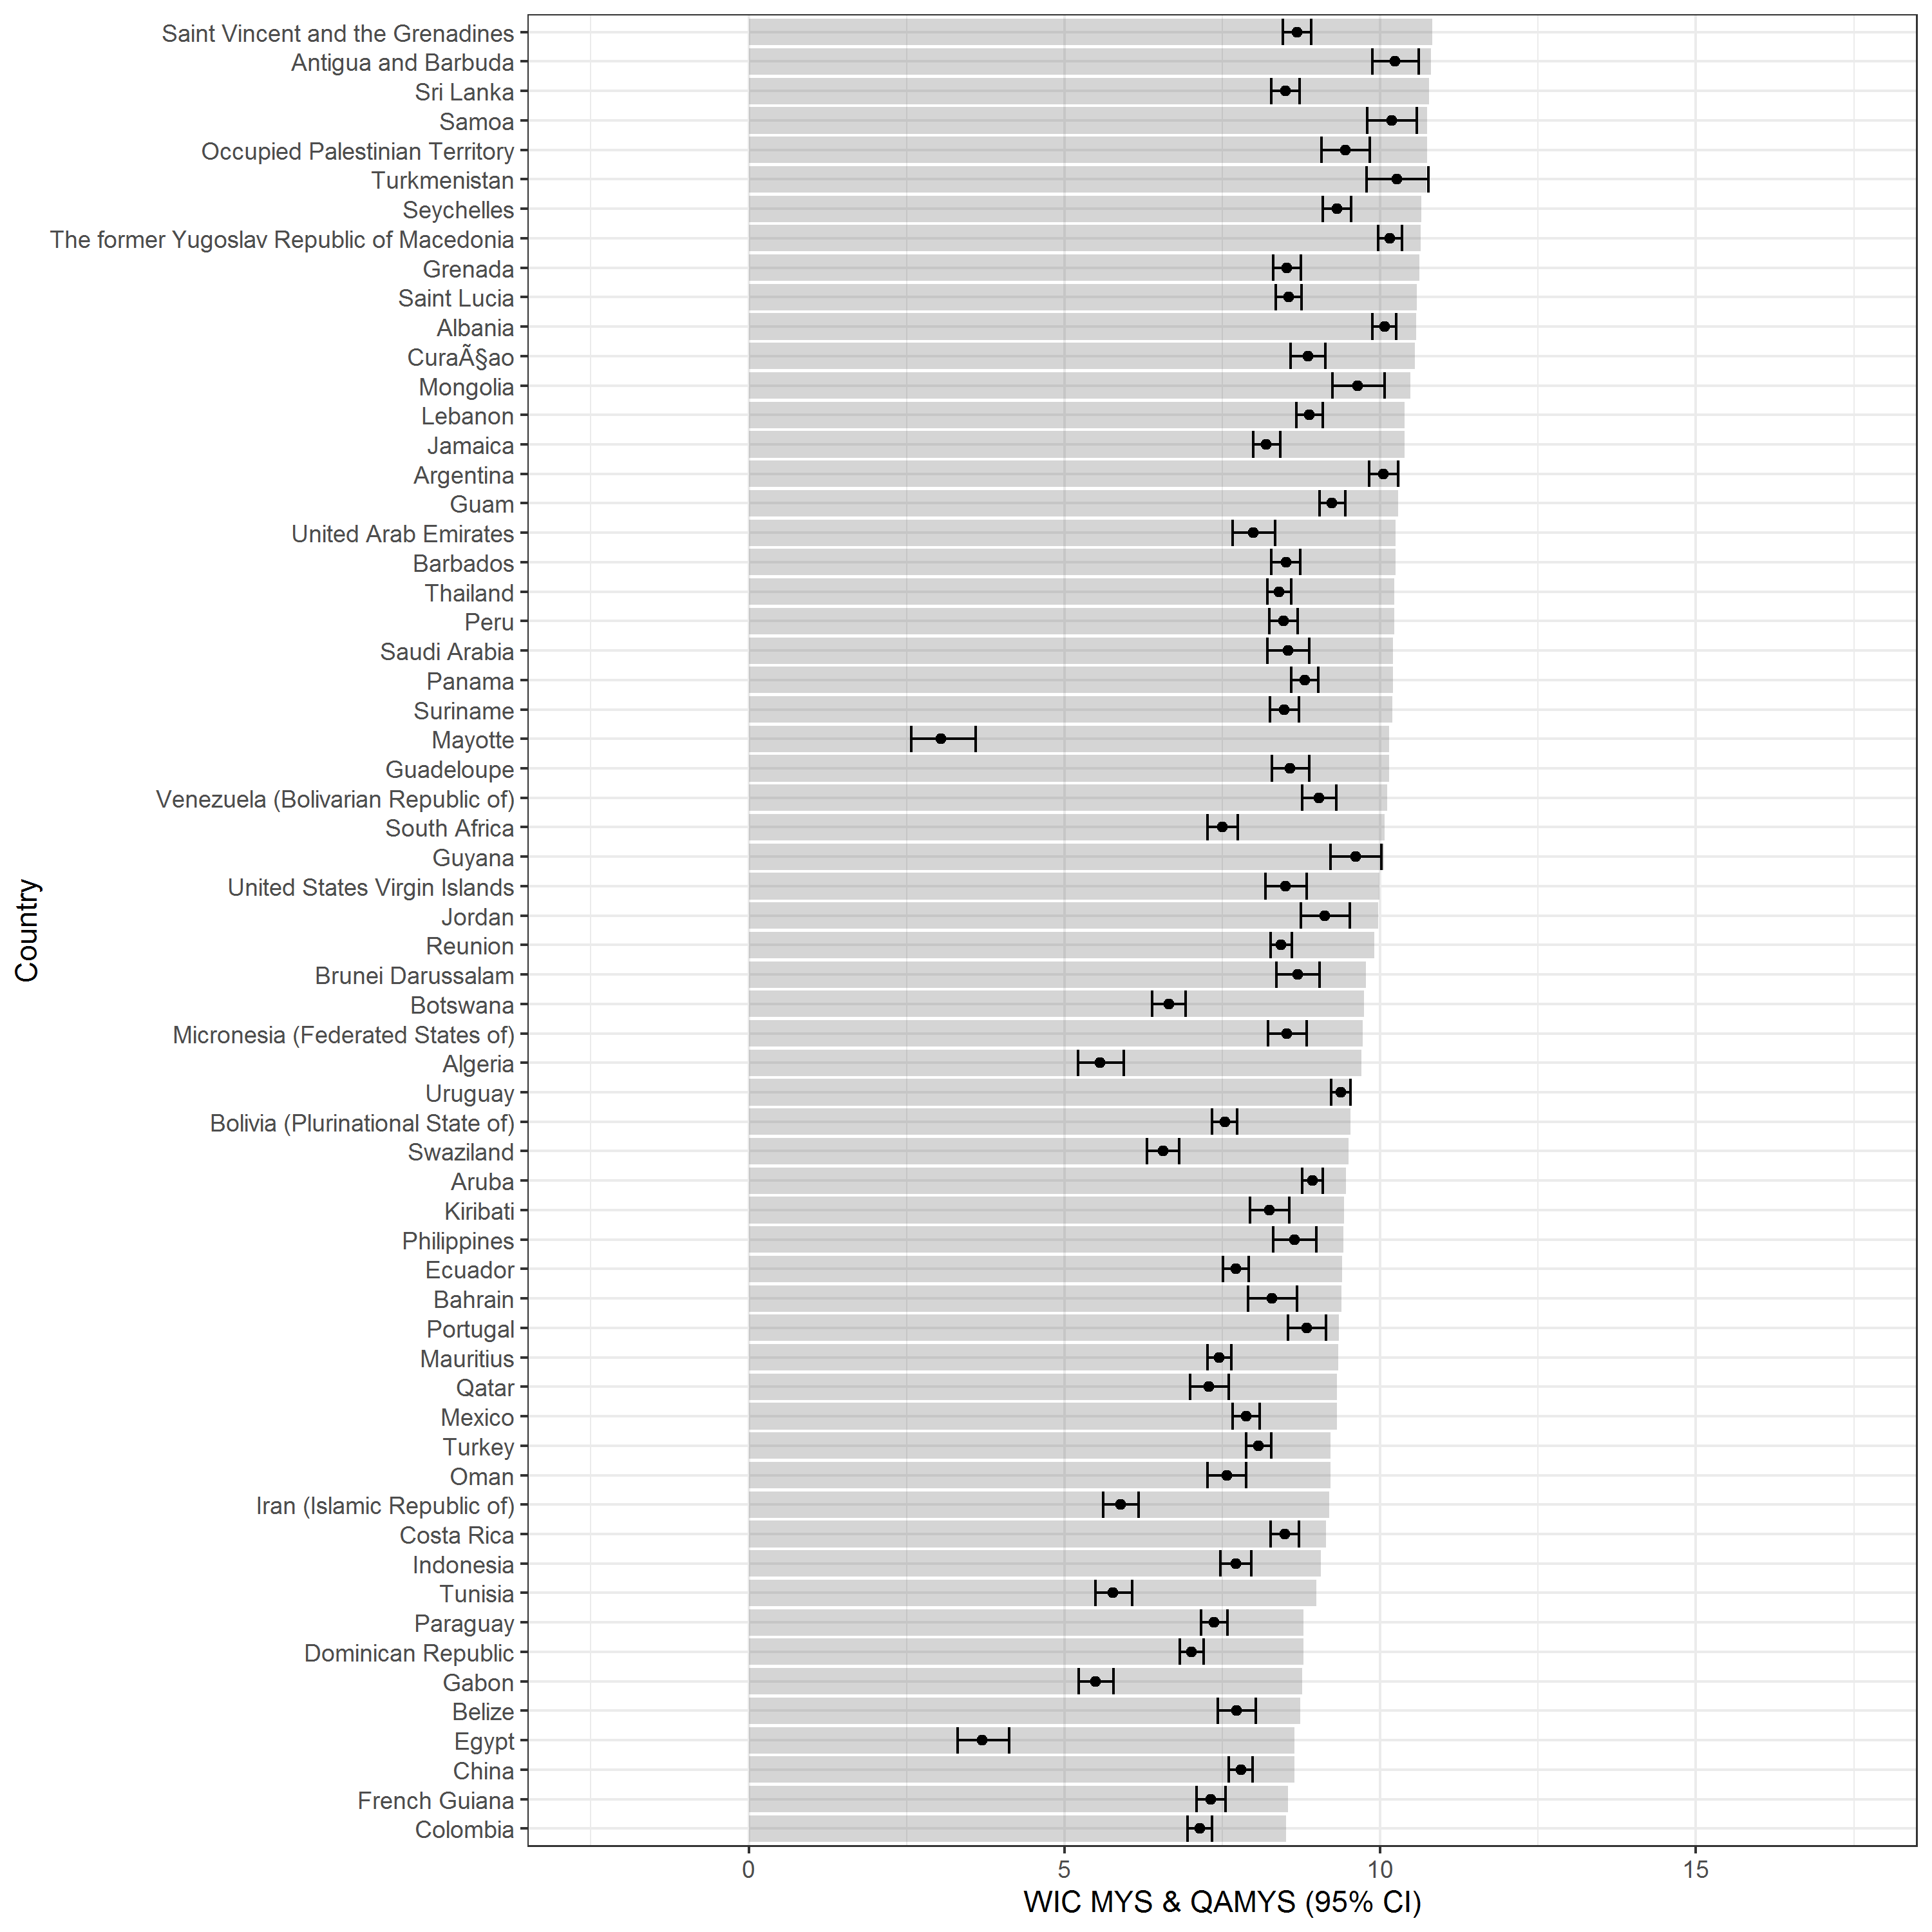 Saint Vincent and the Grenadines
Antigua and Barbuda
Sri Lanka
Samoa
Occupied Palestinian Territory
Turkmenistan
Seychelles
The former Yugoslav Republic of Macedonia
Grenada
Saint Lucia
Albania
CuraÃ§ao
Mongolia
Lebanon
Jamaica
Argentina
Guam
United Arab Emirates
Barbados
Thailand
Peru
Saudi Arabia
Panama
Suriname
Mayotte
Guadeloupe
Venezuela (Bolivarian Republic of)
South Africa
Guyana
United States Virgin Islands
Jordan
Reunion
Brunei Darussalam
Botswana
Micronesia (Federated States of)
Algeria
Uruguay
Bolivia (Plurinational State of)
Swaziland
Aruba
Kiribati
Philippines
Ecuador
Bahrain
Portugal
Mauritius
Qatar
Mexico
Turkey
Oman
Iran (Islamic Republic of)
Costa Rica
Indonesia
Tunisia
Paraguay
Dominican Republic
Gabon
Belize
Egypt
China
French Guiana
Colombia
Country
0 5 10 15
WIC MYS & QAMYS (95% CI)